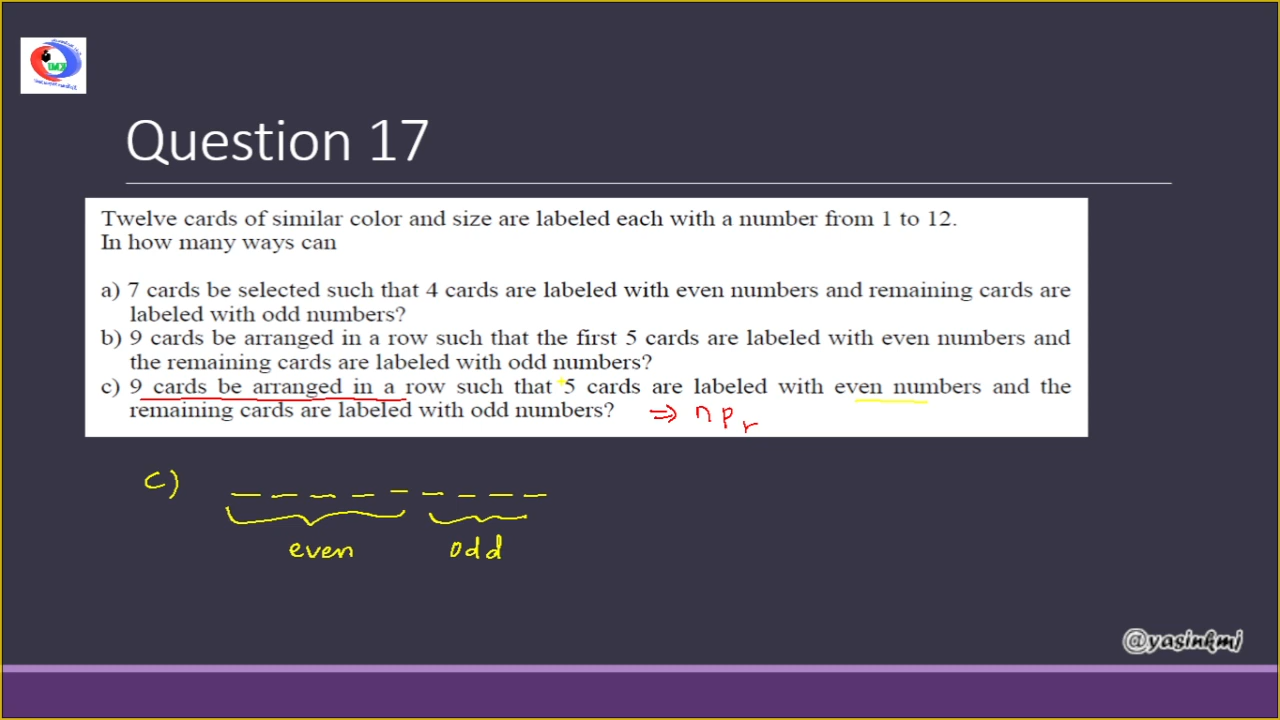 Question 17
Twelve cards of similar color and size are labeled each with a number from 1 to 12.
In how many ways can
a) 7 cards be selected such that 4 cards are labeled with even numbers and remaining cards are
labeled with odd numbers?
b) 9 cards be arranged in a row such that the first 5 cards are labeled with even numbers and
the remaining cards are labeled with odd numbers?
c) 9 cards be arranged in a row such that 5 cards are labeled with even numbers and the
remaining cards are labeled with odd numbers? ⇒ n P r
c) _ _ _ _ _ _ _ _ _
even odd
@yasinkmj